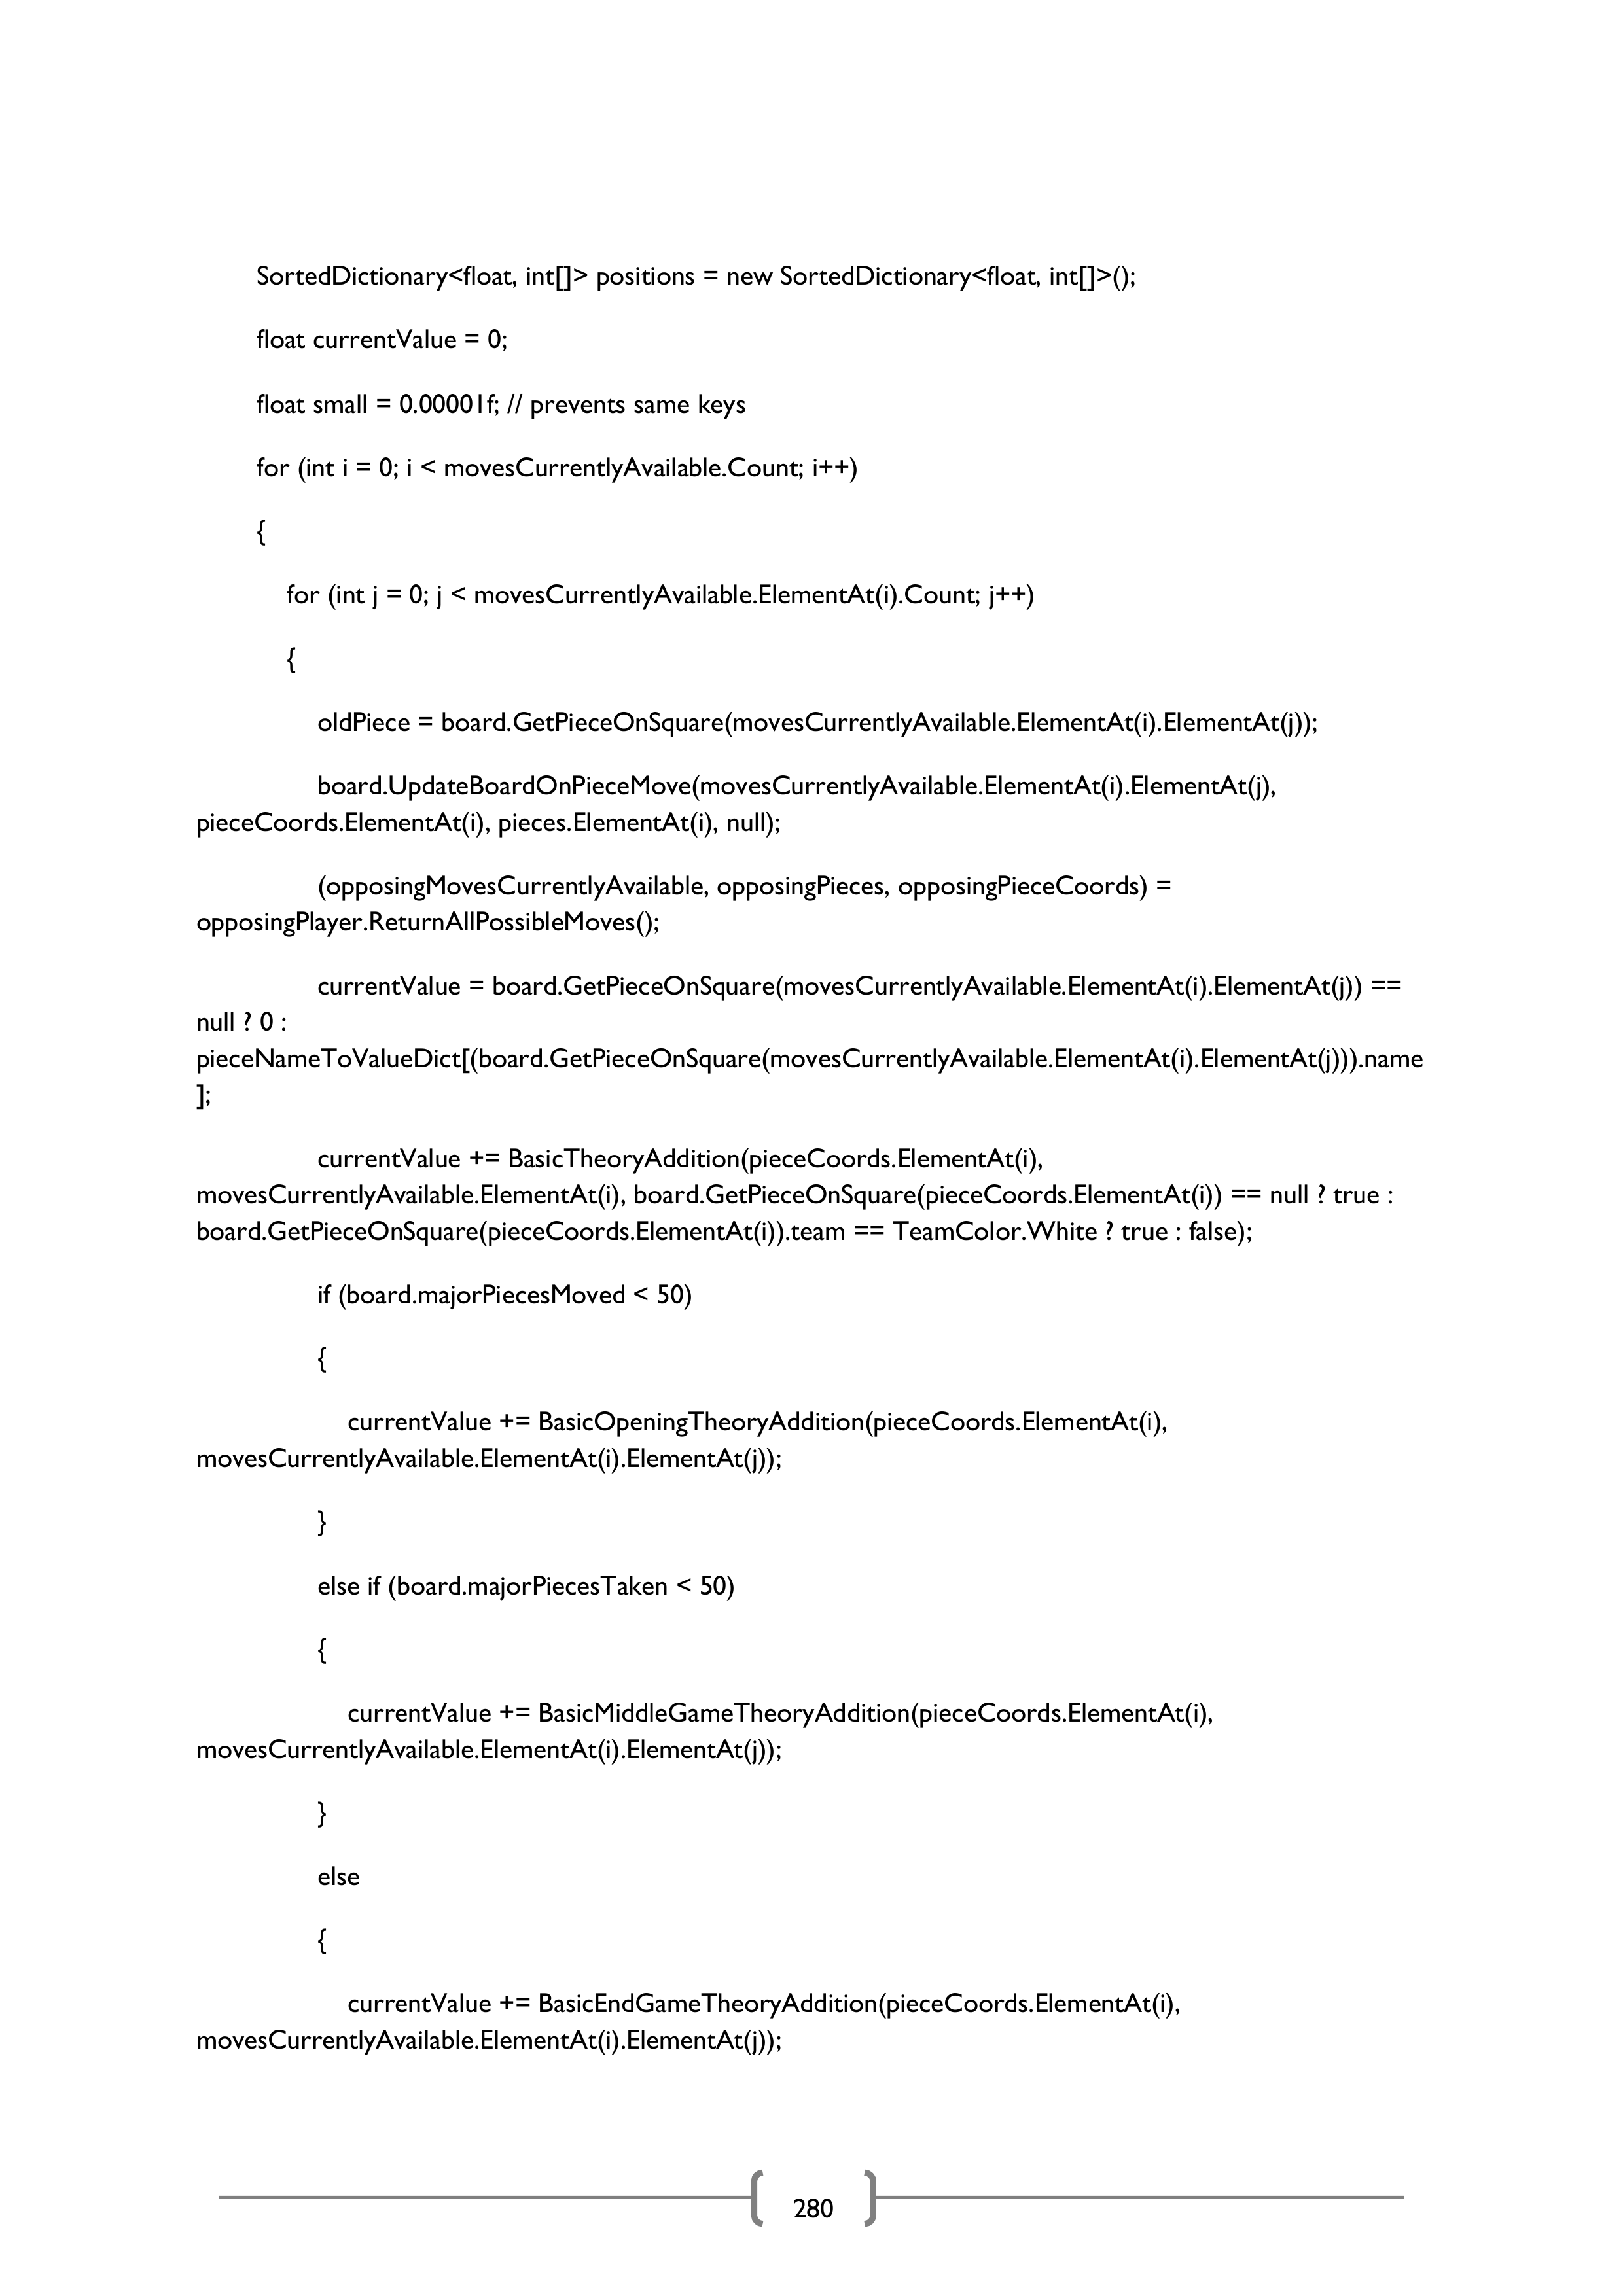 SortedDictionary<float, int[]> positions = new SortedDictionary<float, int[]>();
float currentValue = 0;
float small = 0.00001f; // prevents same keys
for (int i = 0; i < movesCurrentlyAvailable.Count; i++)
{
for (int j = 0; j < movesCurrentlyAvailable.ElementAt(i).Count; j++)
{
oldPiece = board.GetPieceOnSquare(movesCurrentlyAvailable.ElementAt(i).ElementAt(j));
board.UpdateBoardOnPieceMove(movesCurrentlyAvailable.ElementAt(i).ElementAt(j),
pieceCoords.ElementAt(i), pieces.ElementAt(i), null);
(opposingMovesCurrentlyAvailable, opposingPieces, opposingPieceCoords) =
opposingPlayer.ReturnAllPossibleMoves();
currentValue = board.GetPieceOnSquare(movesCurrentlyAvailable.ElementAt(i).ElementAt(j)) ==
null ? 0 :
pieceNameToValueDict[(board.GetPieceOnSquare(movesCurrentlyAvailable.ElementAt(i).ElementAt(j))).name
];
currentValue += BasicTheoryAddition(pieceCoords.ElementAt(i),
movesCurrentlyAvailable.ElementAt(i), board.GetPieceOnSquare(pieceCoords.ElementAt(i)) == null ? true :
board.GetPieceOnSquare(pieceCoords.ElementAt(i)).team == TeamColor.White ? true : false);
if (board.majorPiecesMoved < 50)
{
currentValue += BasicOpeningTheoryAddition(pieceCoords.ElementAt(i),
movesCurrentlyAvailable.ElementAt(i).ElementAt(j));
}
else if (board.majorPiecesTaken < 50)
{
currentValue += BasicMiddleGameTheoryAddition(pieceCoords.ElementAt(i),
movesCurrentlyAvailable.ElementAt(i).ElementAt(j));
}
else
{
currentValue += BasicEndGameTheoryAddition(pieceCoords.ElementAt(i),
movesCurrentlyAvailable.ElementAt(i).ElementAt(j));
280